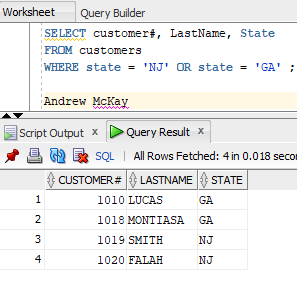 Worksheet Query Builder
SELECT customer#, LastName, State
FROM customers
WHERE state = 'NJ' OR state = 'GA' ;
Andrew McKay
Script Output x Query Result x
SQL | All Rows Fetched: 4 in 0.018 secon
CUSTOMER# LASTNAME STATE
1 1010 LUCAS GA
2 1018 MONTIASA GA
3 1019 SMITH NJ
4 1020 FALAH NJ